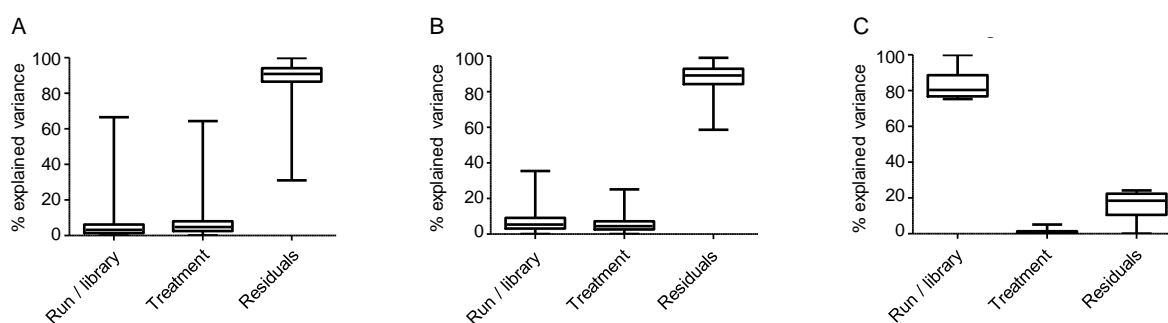 A
% explained variance
100
80
60
40
20
0
Run / library
Treatment
Residuals
B
% explained variance
100
80
60
40
20
0
Run / library
Treatment
Residuals
C
% explained variance
100
80
60
40
20
0
Run / library
Treatment
Residuals